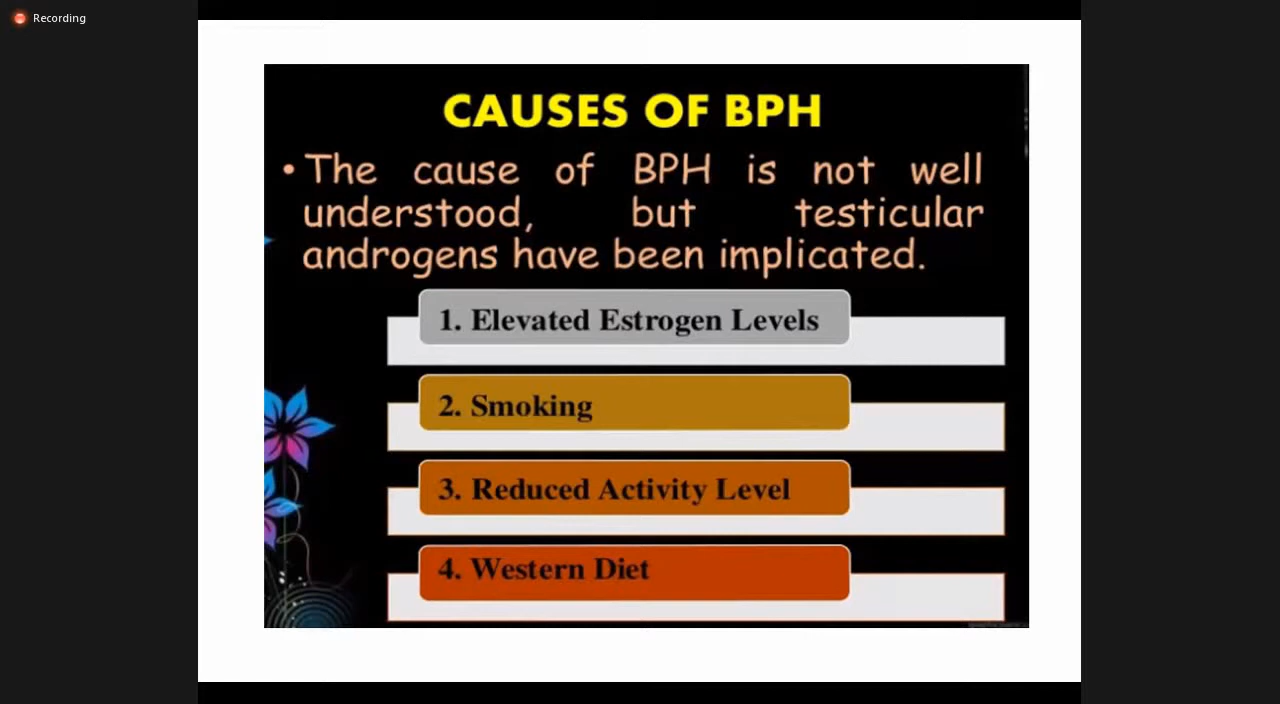 Recording
CAUSES OF BPH
• The cause of BPH is not well
understood, but testicular
androgens have been implicated.
1. Elevated Estrogen Levels
2. Smoking
3. Reduced Activity Level
4. Western Diet